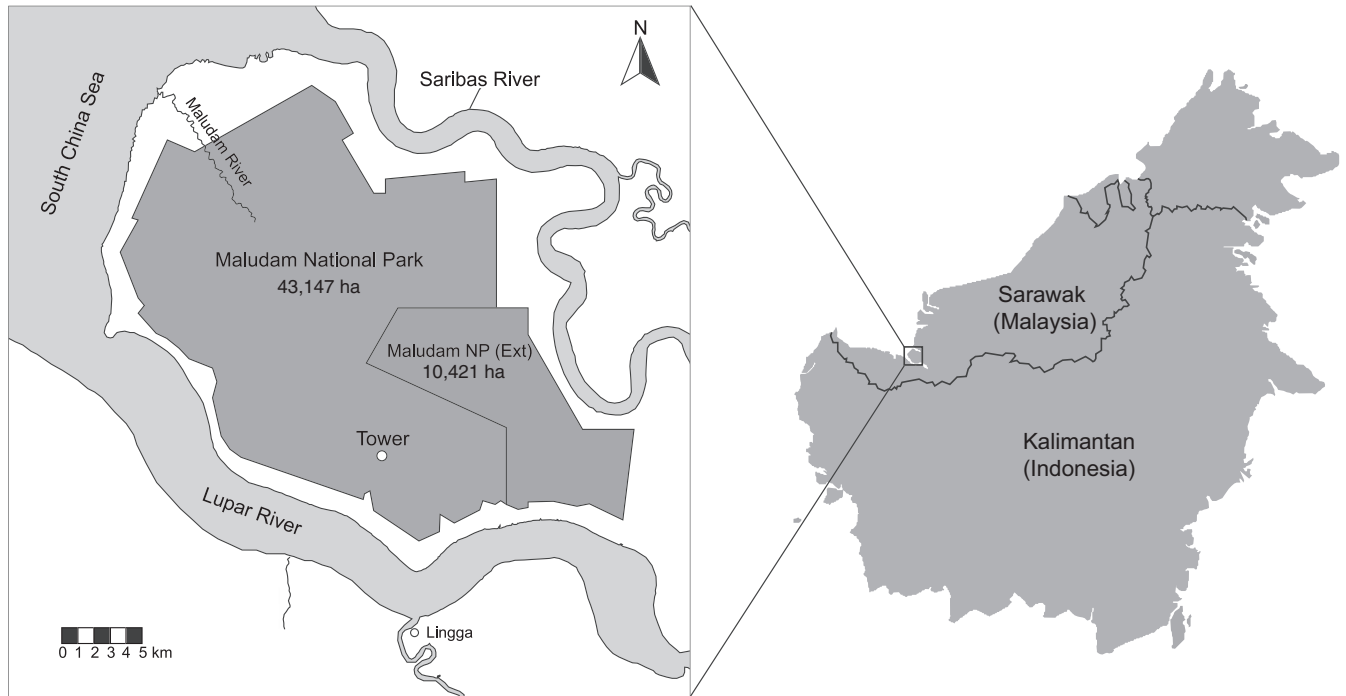 N
Saribas River
South China Sea
Maludam River
Maludam National Park
43,147 ha
Maludam NP (Ext)
10,421 ha
Tower
Lupar River
Lingga
0 1 2 3 4 5 km
Sarawak
(Malaysia)
Kalimantan
(Indonesia)